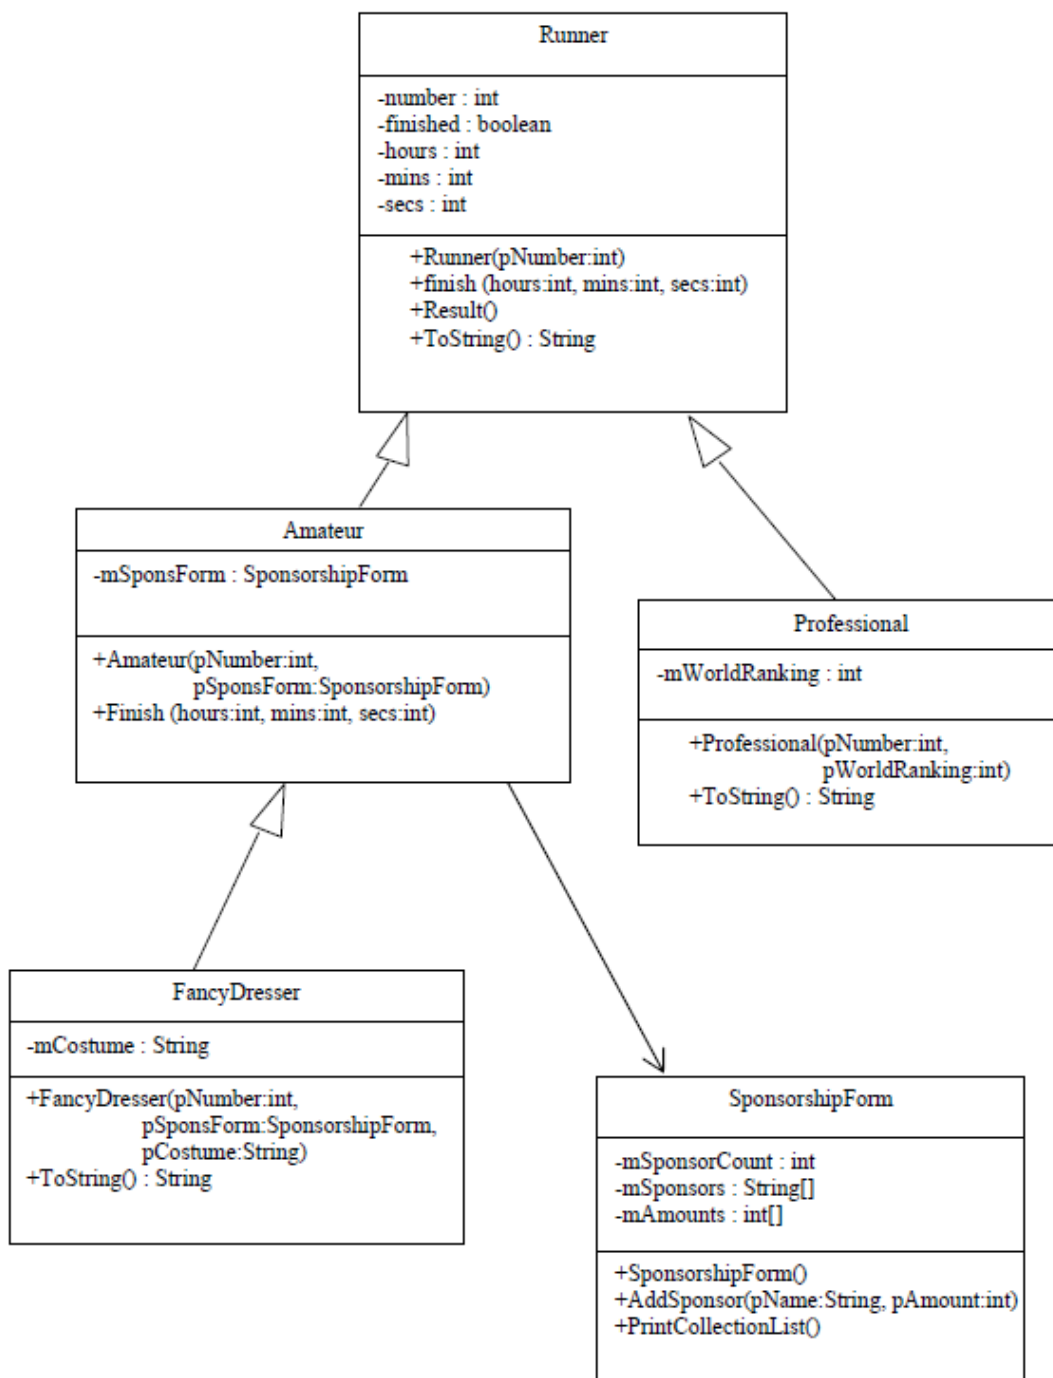 Runner
-number : int
-finished : boolean
-hours : int
-mins : int
-secs : int
+Runner(pNumber:int)
+finish (hours:int, mins:int, secs:int)
+Result()
+ToString() : String
Amateur
-mSponsForm : SponsorshipForm
+Amateur(pNumber:int,
pSponsForm:SponsorshipForm)
+Finish (hours:int, mins:int, secs:int)
Professional
-mWorldRanking : int
+Professional(pNumber:int,
pWorldRanking:int)
+ToString() : String
FancyDresser
-mCostume : String
+FancyDresser(pNumber:int,
pSponsForm:SponsorshipForm,
pCostume:String)
+ToString() : String
SponsorshipForm
-mSponsorCount : int
-mSponsors : String[]
-mAmounts : int[]
+SponsorshipForm()
+AddSponsor(pName:String, pAmount:int)
+PrintCollectionList()